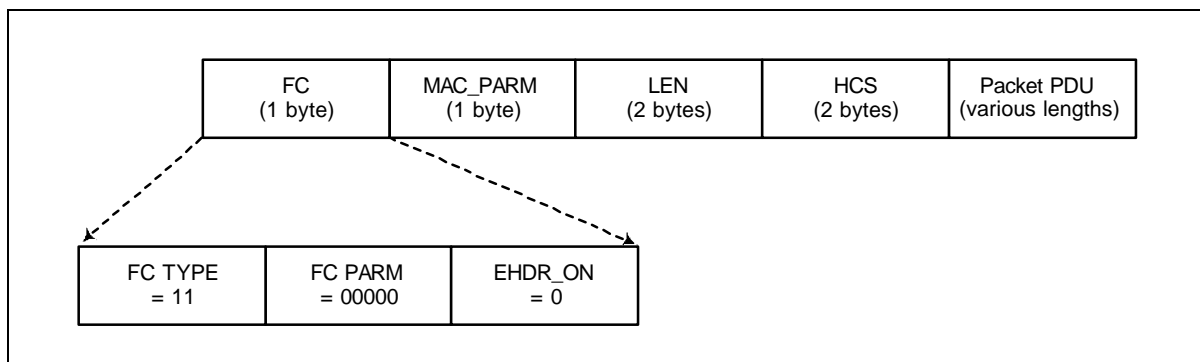 FC
(1 byte)
MAC_PARM
(1 byte)
LEN
(2 bytes)
HCS
(2 bytes)
Packet PDU
(various lengths)
FC TYPE
= 11
FC PARM
= 00000
EHDR_ON
= 0